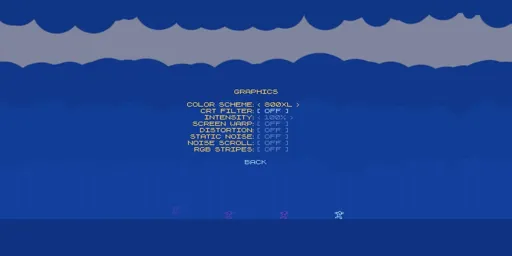 GRAPHICS
COLOR SCHEME: < 800XL >
CRT FILTER: [ OFF ]
INTENSITY: < 100% >
SCREEN WARP: [ OFF ]
DISTORTION: [ OFF ]
STATIC NOISE: [ OFF ]
NOISE SCROLL: [ OFF ]
RGB STRIPES: [ OFF ]
BACK